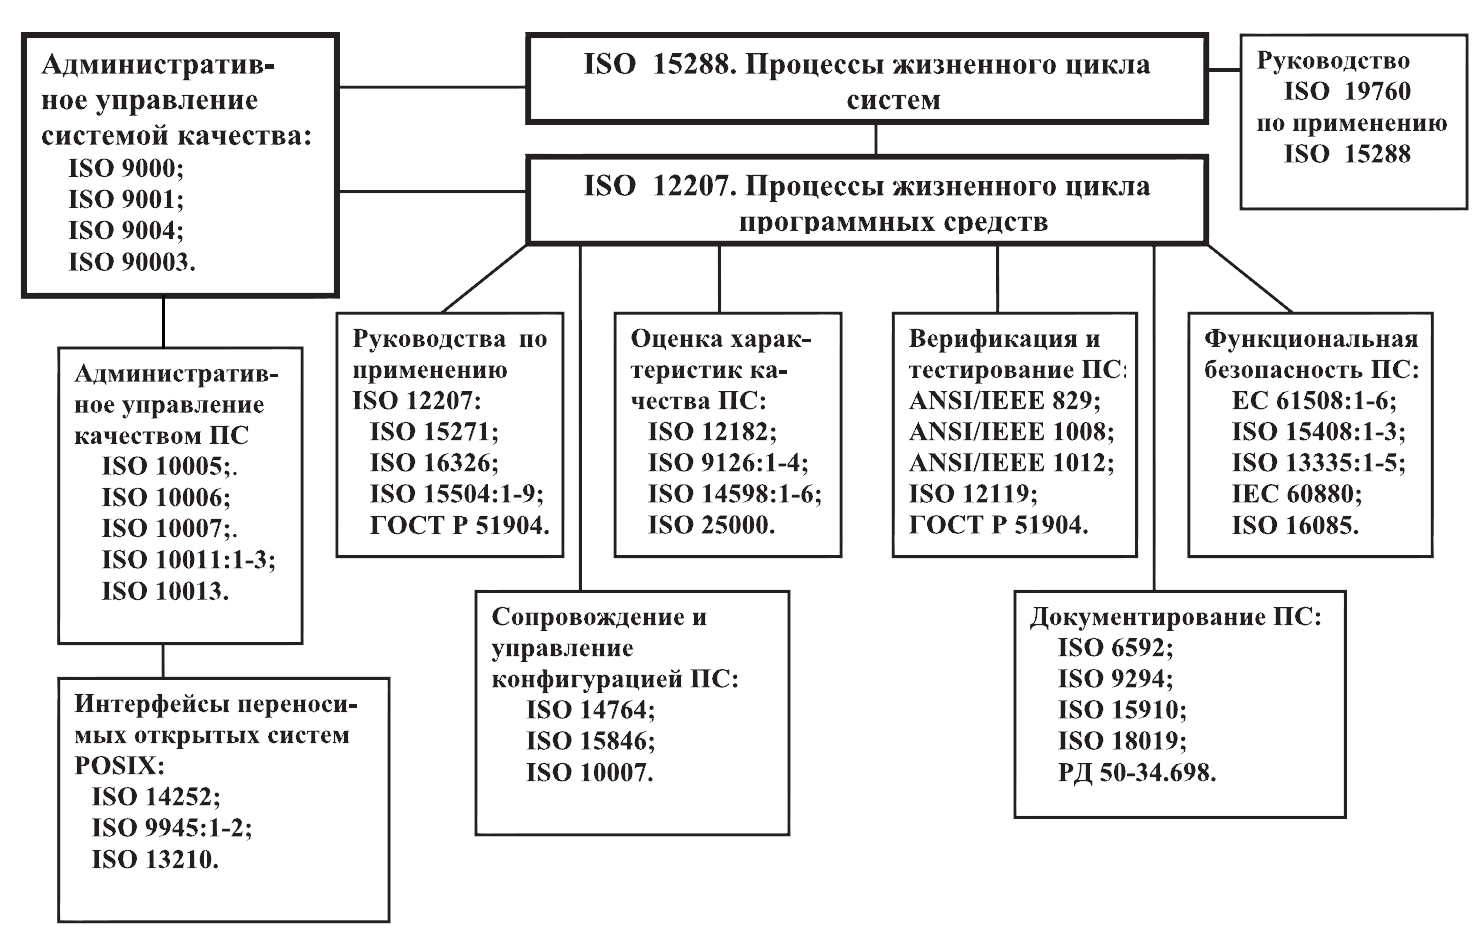 Административ-
ное управление
системой качества:
ISO 9000;
ISO 9001;
ISO 9004;
ISO 90003.
ISO 15288. Процессы жизненного цикла
систем
Руководство
ISO 19760
по применению
ISO 15288
ISO 12207. Процессы жизненного цикла
программных средств
Административ-
ное управление
качеством ПС
ISO 10005;.
ISO 10006;
ISO 10007;.
ISO 10011:1-3;
ISO 10013.
Руководства по
применению
ISO 12207:
ISO 15271;
ISO 16326;
ISO 15504:1-9;
ГОСТ Р 51904.
Оценка харак-
теристик ка-
чества ПС:
ISO 12182;
ISO 9126:1-4;
ISO 14598:1-6;
ISO 25000.
Верификация и
тестирование ПС:
ANSI/IEEE 829;
ANSI/IEEE 1008;
ANSI/IEEE 1012;
ISO 12119;
ГОСТ Р 51904.
Функциональная
безопасность ПС:
ЕС 61508:1-6;
ISO 15408:1-3;
ISO 13335:1-5;
IEC 60880;
ISO 16085.
Интерфейсы переноси-
мых открытых систем
POSIX:
ISO 14252;
ISO 9945:1-2;
ISO 13210.
Сопровождение и
управление
конфигурацией ПС:
ISO 14764;
ISO 15846;
ISO 10007.
Документирование ПС:
ISO 6592;
ISO 9294;
ISO 15910;
ISO 18019;
РД 50-34.698.